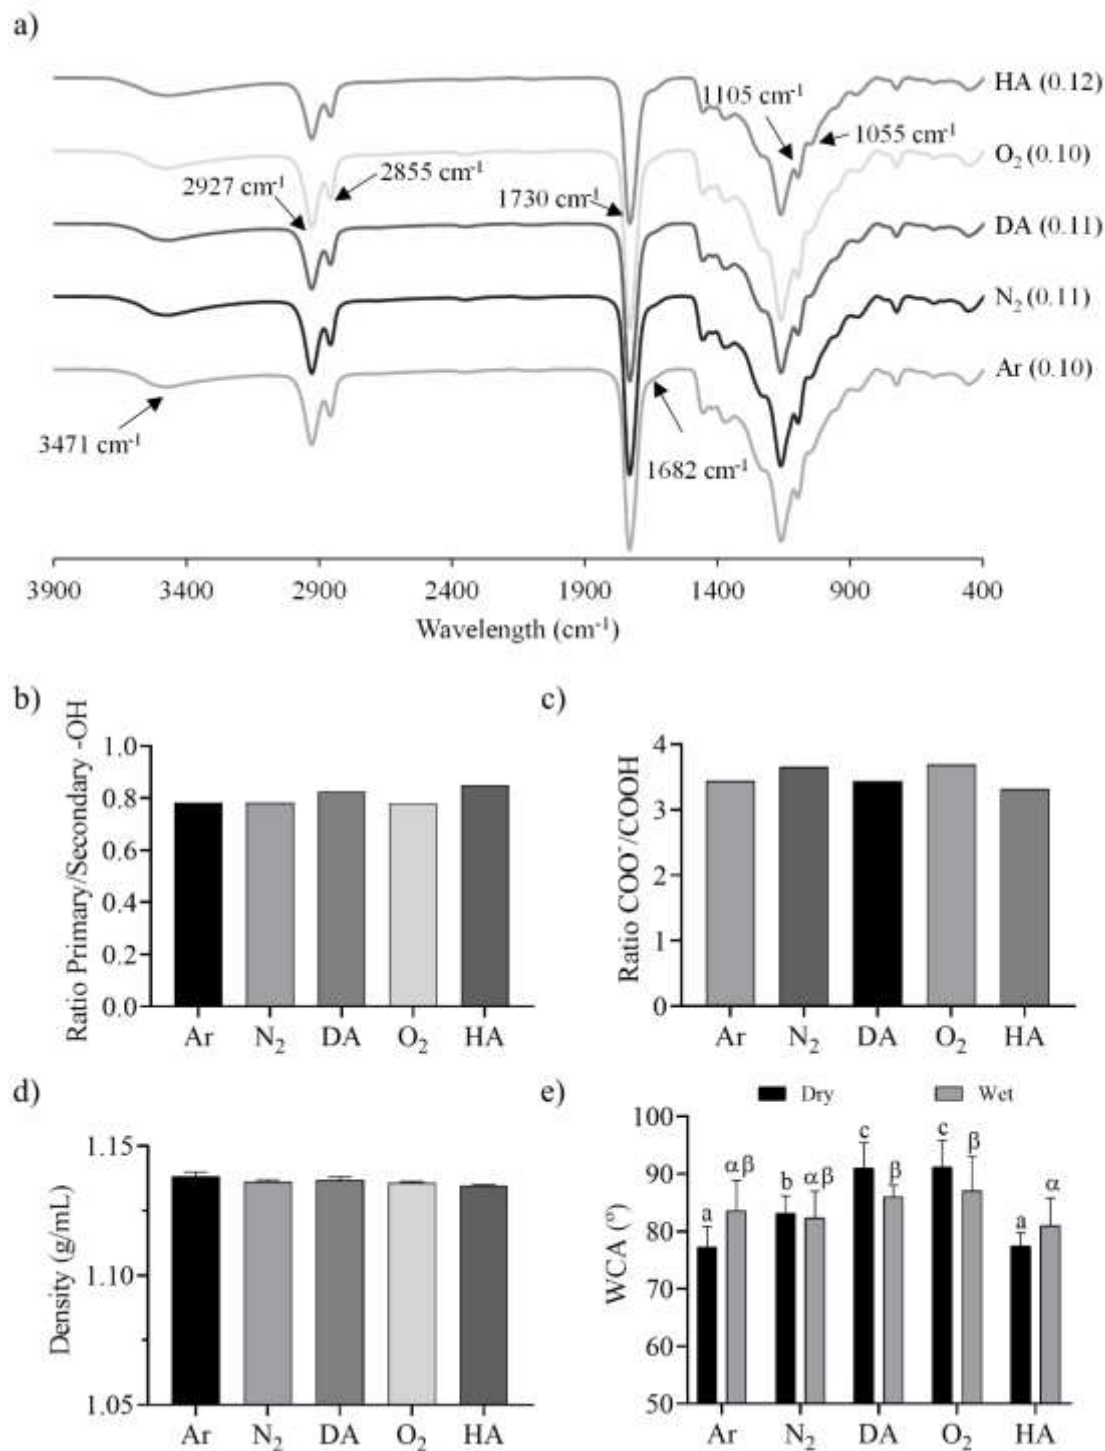 a)
HA (0.12)
1105 cm-1
1055 cm-1
O2 (0.10)
2927 cm-1
2855 cm-1
1730 cm-1
DA (0.11)
N2 (0.11)
Ar (0.10)
3471 cm-1
1682 cm-1
3900 3400 2900 2400 1900 1400 900 400
Wavelength (cm-1)
b)
Ratio Primary/Secondary -OH
1.0
0.8
0.6
0.4
0.2
0.0
Ar N2 DA O2 HA
c)
Ratio COO-/COOH
4
3
2
1
0
Ar N2 DA O2 HA
d)
Density (g/mL)
1.15
1.10
1.05
Ar N2 DA O2 HA
e)
Dry Wet
WCA (º)
100
90
80
70
60
50
a αβ b αβ c β c β a α
Ar N2 DA O2 HA